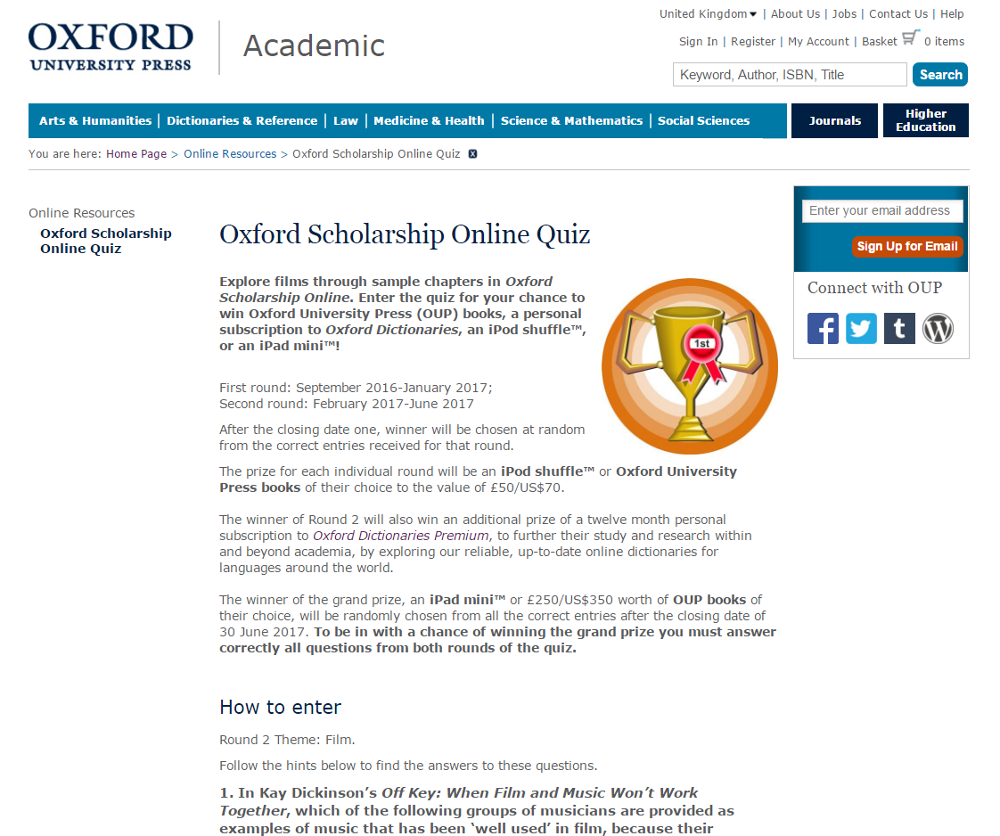 OXFORD
UNIVERSITY PRESS
Academic
United Kingdom | About Us | Jobs | Contact Us | Help
Sign In | Register | My Account | Basket 0 items
Keyword, Author, ISBN, Title
Search
Arts & Humanities | Dictionaries & Reference | Law | Medicine & Health | Science & Mathematics | Social Sciences
Journals
Higher
Education
You are here: Home Page > Online Resources > Oxford Scholarship Online Quiz x
Online Resources
Oxford Scholarship
Online Quiz
Oxford Scholarship Online Quiz
Explore films through sample chapters in Oxford
Scholarship Online. Enter the quiz for your chance to
win Oxford University Press (OUP) books, a personal
subscription to Oxford Dictionaries, an iPod shuffle™,
or an iPad mini™!
1st
First round: September 2016-January 2017;
Second round: February 2017-June 2017
After the closing date one, winner will be chosen at random
from the correct entries received for that round.
The prize for each individual round will be an iPod shuffle™ or Oxford University
Press books of their choice to the value of £50/US$70.
The winner of Round 2 will also win an additional prize of a twelve month personal
subscription to Oxford Dictionaries Premium, to further their study and research within
and beyond academia, by exploring our reliable, up-to-date online dictionaries for
languages around the world.
The winner of the grand prize, an iPad mini™ or £250/US$350 worth of OUP books of
their choice, will be randomly chosen from all the correct entries after the closing date of
30 June 2017. To be in with a chance of winning the grand prize you must answer
correctly all questions from both rounds of the quiz.
How to enter
Round 2 Theme: Film.
Follow the hints below to find the answers to these questions.
1. In Kay Dickinson’s Off Key: When Film and Music Won’t Work
Together, which of the following groups of musicians are provided as
examples of music that has been ‘well used’ in film, because their
Enter your email address
Sign Up for Email
Connect with OUP